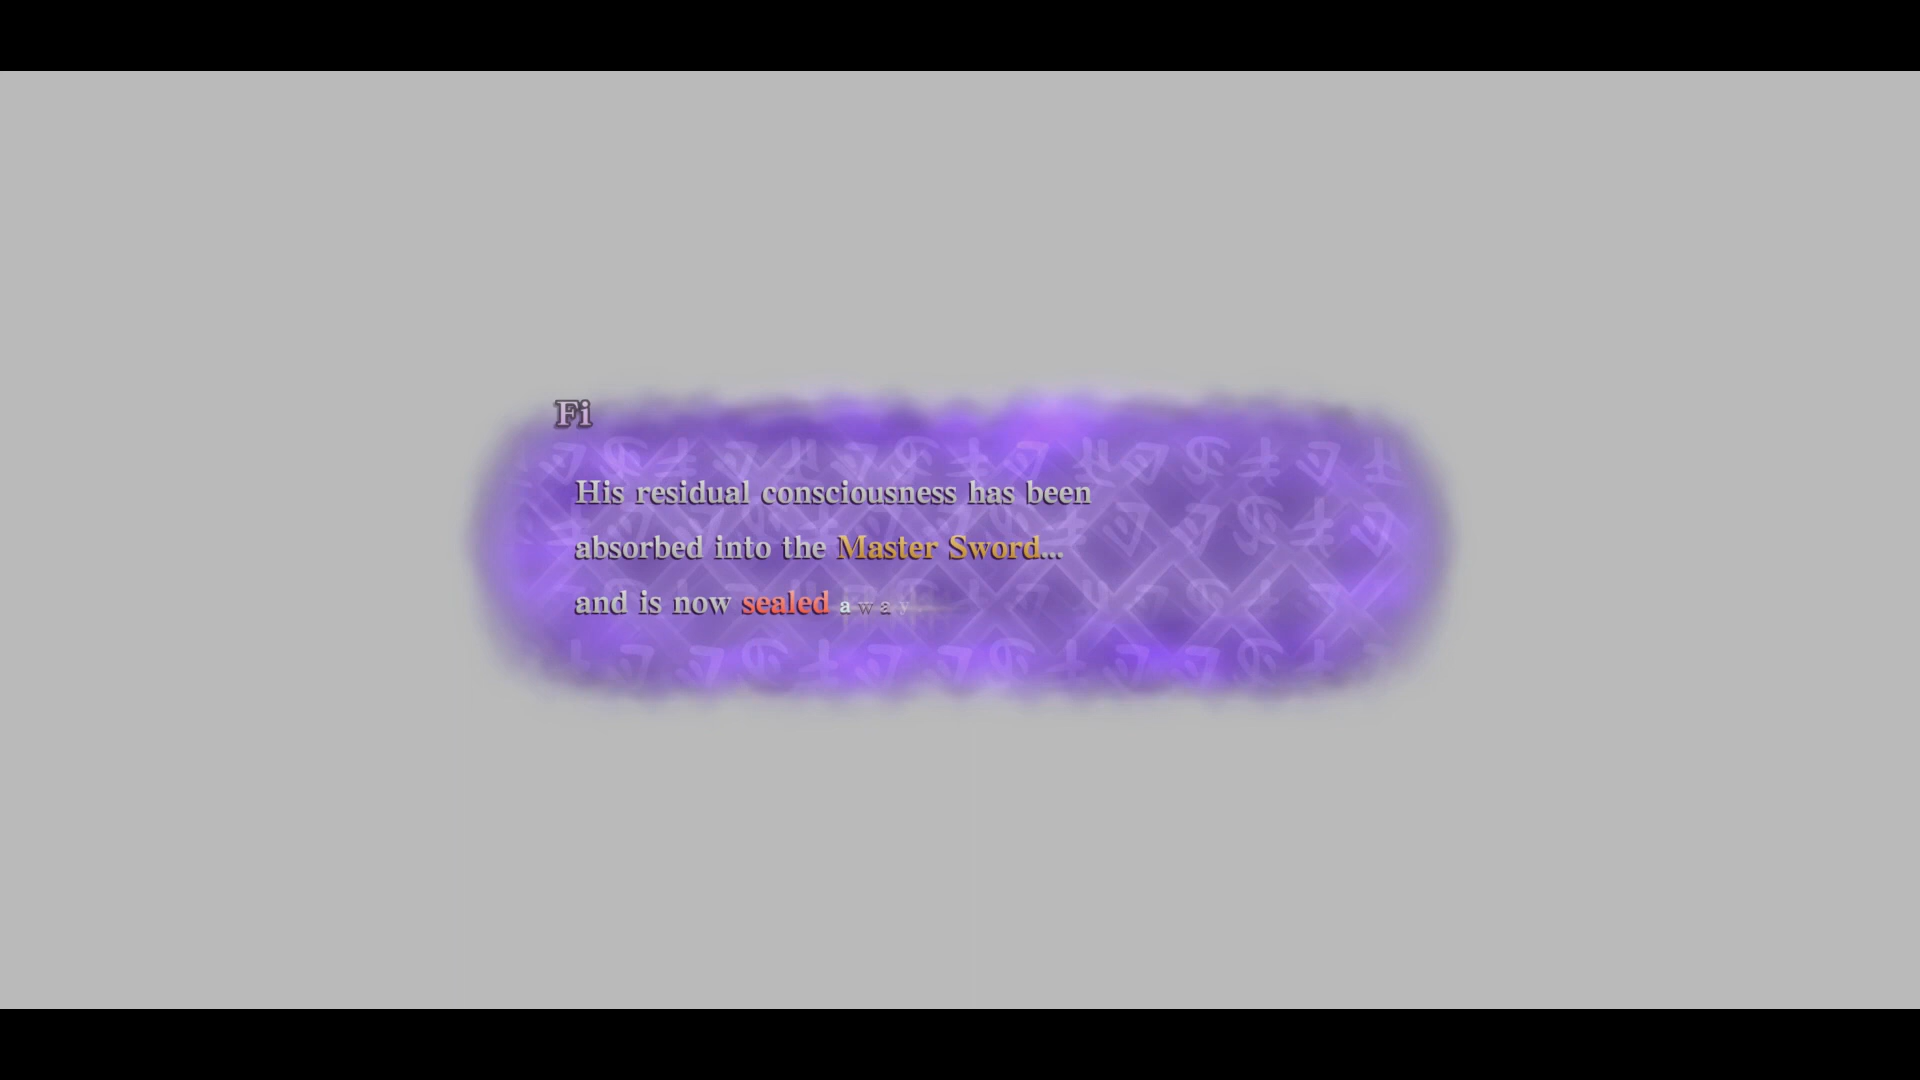 Fi
His residual consciousness has been
absorbed into the Master Sword...
and is now sealed away.